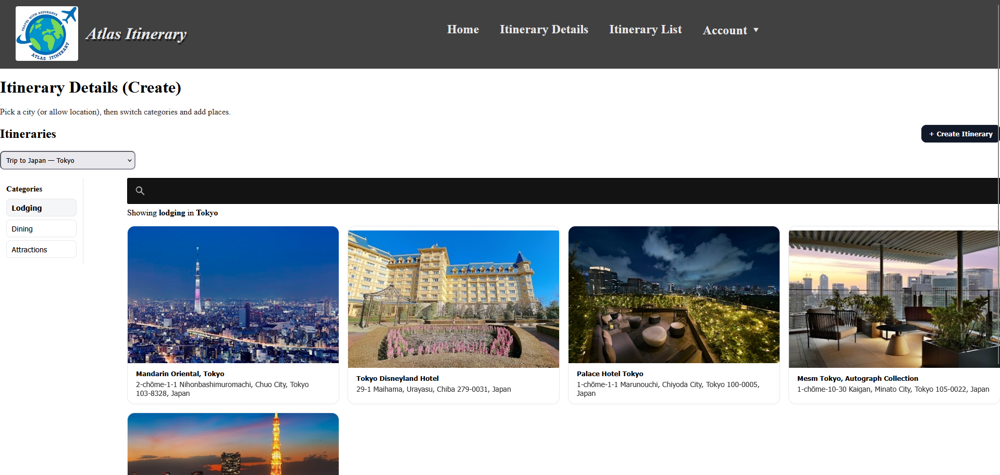 TRAVEL WITH ASSURANCE
ATLAS ITINERARY
Atlas Itinerary
Home
Itinerary Details
Itinerary List
Account ▼
Itinerary Details (Create)
Pick a city (or allow location), then switch categories and add places.
Itineraries
+ Create Itinerary
Trip to Japan — Tokyo
Categories
Lodging
Dining
Attractions
Showing lodging in Tokyo
Mandarin Oriental, Tokyo
2-chōme-1-1 Nihonbashimuromachi, Chuo City, Tokyo
103-8328, Japan
Tokyo Disneyland Hotel
29-1 Maihama, Urayasu, Chiba 279-0031, Japan
Palace Hotel Tokyo
1-chōme-1-1 Marunouchi, Chiyoda City, Tokyo 100-0005,
Japan
Mesm Tokyo, Autograph Collection
1-chōme-10-30 Kaigan, Minato City, Tokyo 105-0022, Japan